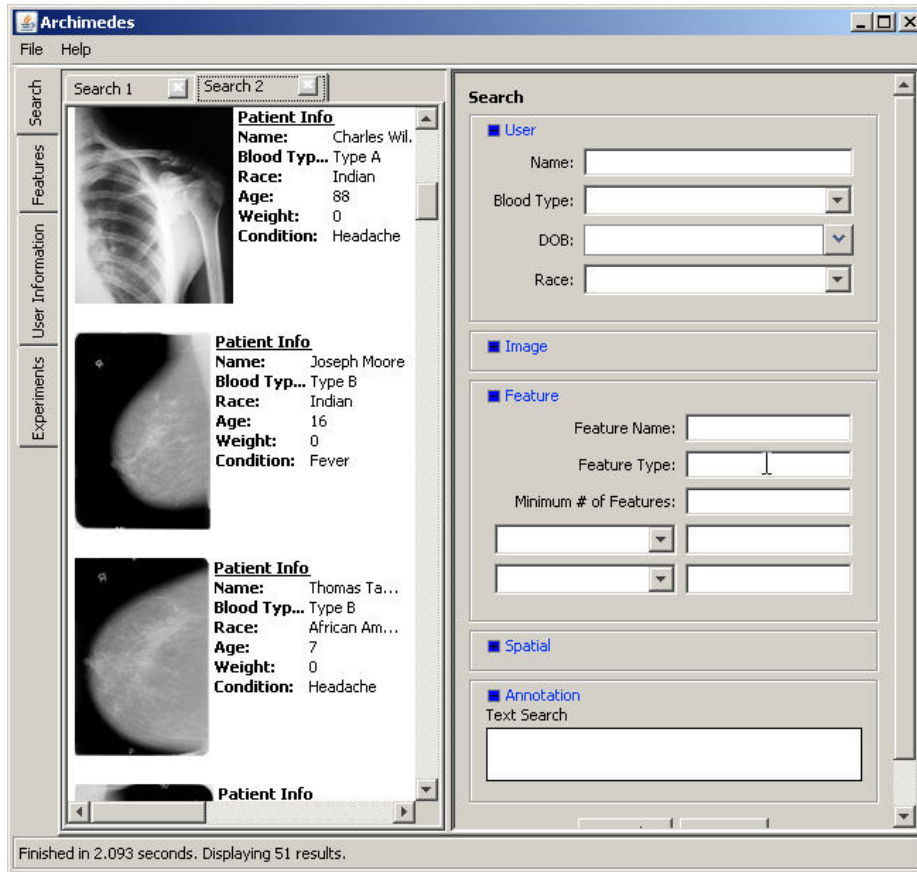 Archimedes
File Help
Search
Features
User Information
Experiments
Search 1
Search 2
Patient Info
Name: Charles Wil.
Blood Typ... Type A
Race: Indian
Age: 88
Weight: 0
Condition: Headache
Patient Info
Name: Joseph Moore
Blood Typ... Type B
Race: Indian
Age: 16
Weight: 0
Condition: Fever
Patient Info
Name: Thomas Ta...
Blood Typ... Type B
Race: African Am...
Age: 7
Weight: 0
Condition: Headache
Patient Info
Search
User
Name:
Blood Type:
DOB:
Race:
Image
Feature
Feature Name:
Feature Type:
Minimum # of Features:
Spatial
Annotation
Text Search
Finished in 2.093 seconds. Displaying 51 results.